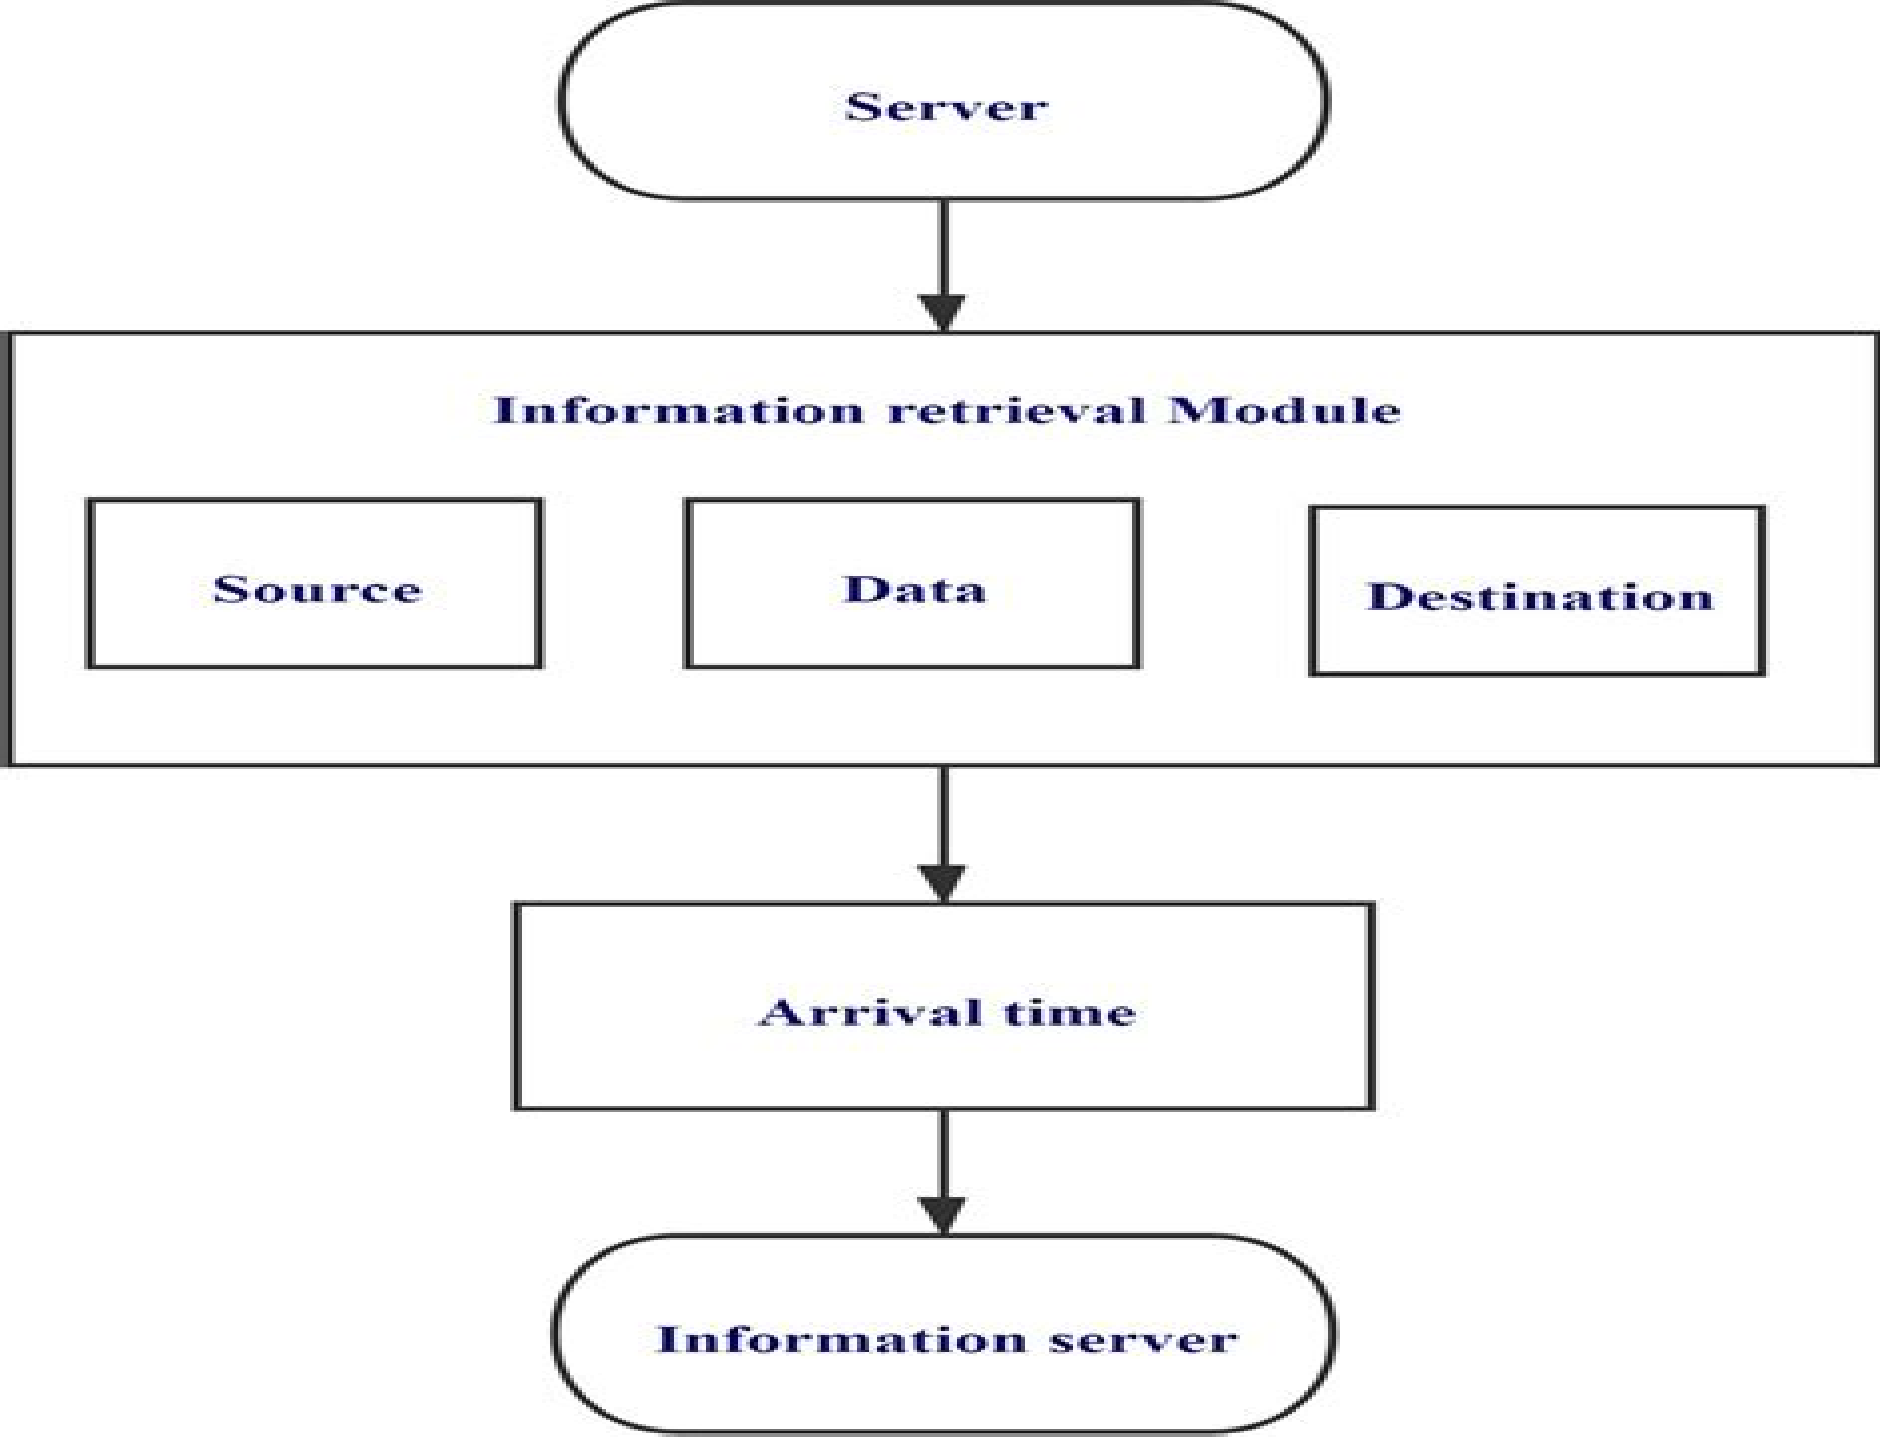 Server
Information retrieval Module
Source
Data
Destination
Arrival time
Information server